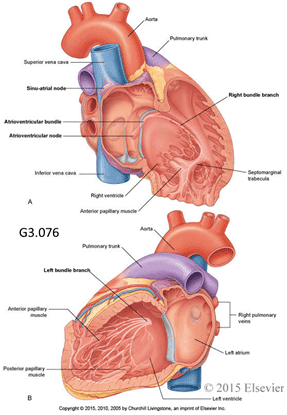 Aorta
Pulmonary trunk
Superior vena cava
Sinu-atrial node
Right bundle branch
Atrioventricular bundle
Atrioventricular node
Inferior vena cava
Septomarginal
trabecula
Right ventricle
Anterior papillary muscle
A
G3.076
Aorta
Pulmonary trunk
Left bundle branch
Anterior papillary
muscle
Right pulmonary
veins
Left atrium
Posterior papillary
muscle
Left ventricle
B
© 2015 Elsevier
Copyright © 2015, 2010, 2005 by Churchill Livingstone, an imprint of Elsevier Inc.